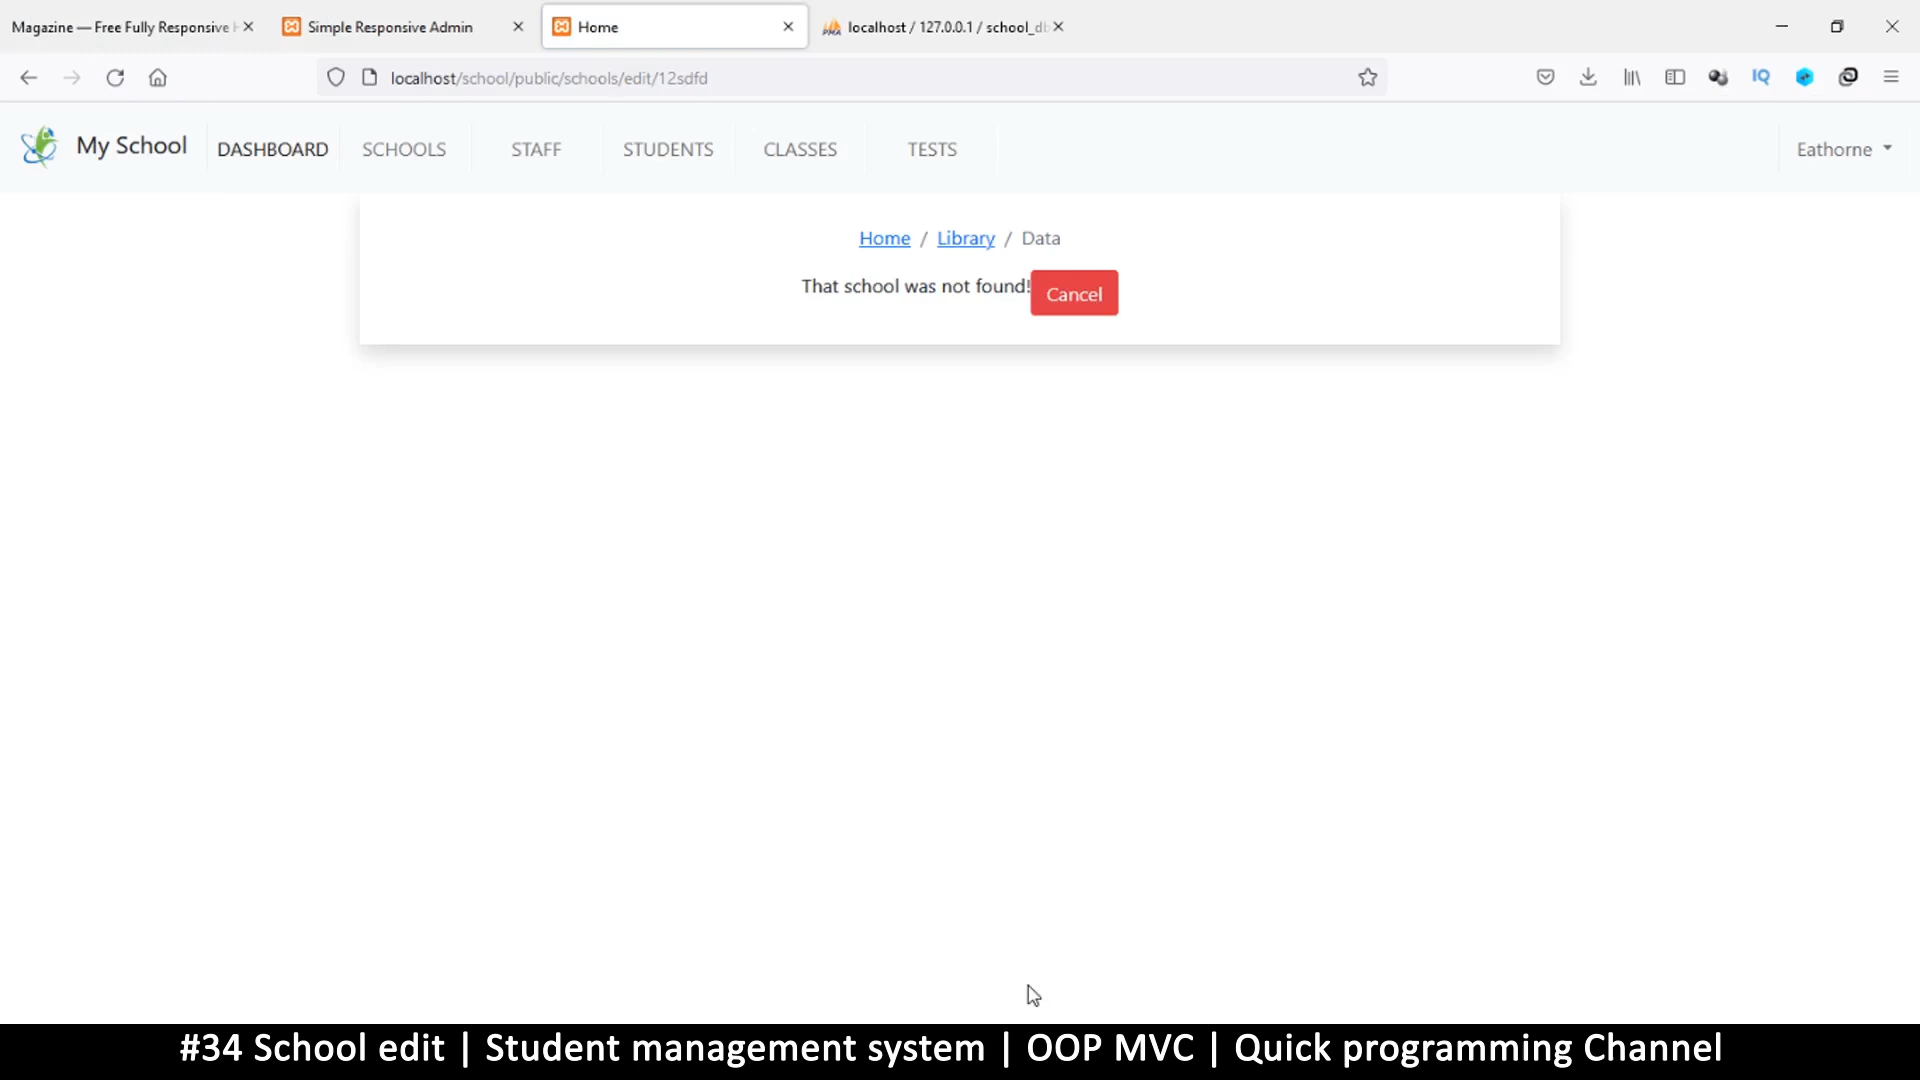 Magazine — Free Fully Responsive
Simple Responsive Admin
Home
localhost / 127.0.0.1 / school_db
localhost/school/public/schools/edit/12sdfd
IQ
My School
DASHBOARD
SCHOOLS
STAFF
STUDENTS
CLASSES
TESTS
Eathorne
Home / Library / Data
That school was not found!
Cancel
#34 School edit | Student management system | OOP MVC | Quick programming Channel